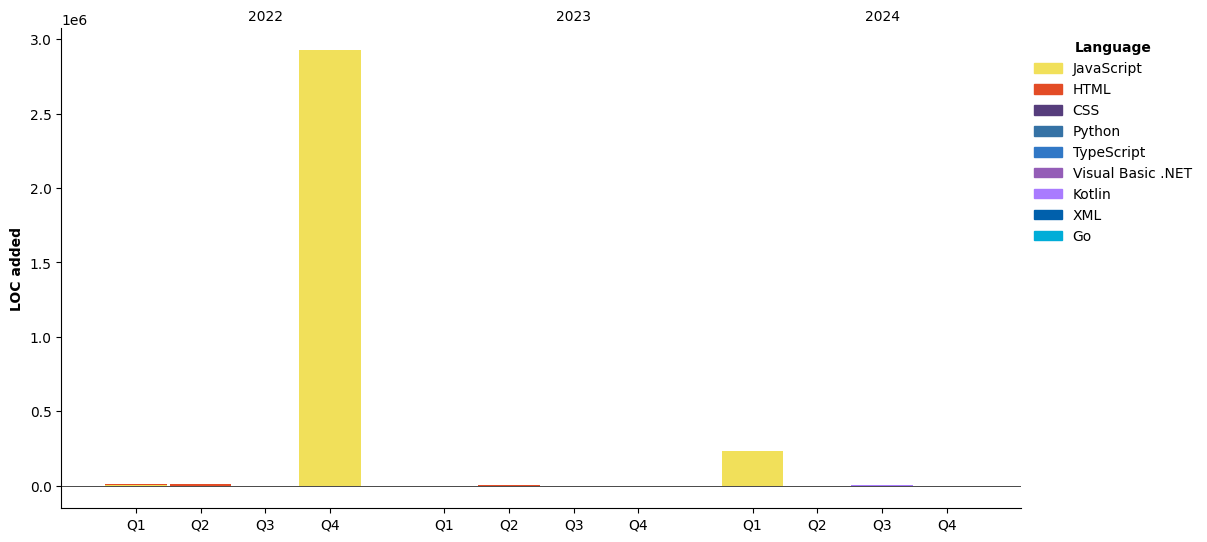 2022 2023 2024
1e6
3.0
2.5
2.0
1.5
1.0
0.5
0.0
LOC added
Q1 Q2 Q3 Q4 Q1 Q2 Q3 Q4 Q1 Q2 Q3 Q4
Language
JavaScript
HTML
CSS
Python
TypeScript
Visual Basic .NET
Kotlin
XML
Go